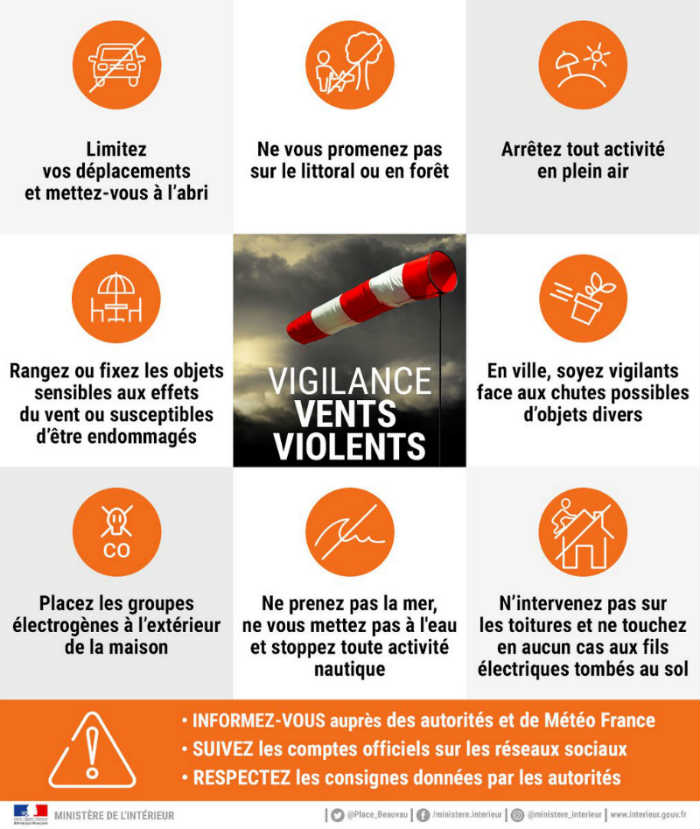 Limitez
vos déplacements
et mettez-vous à l'abri
Ne vous promenez pas
sur le littoral ou en forêt
Arrêtez tout activité
en plein air
Rangez ou fixez les objets
sensibles aux effets
du vent ou susceptibles
d'être endommagés
VIGILANCE
VENTS
VIOLENTS
En ville, soyez vigilants
face aux chutes possibles
d'objets divers
CO
Placez les groupes
électrogènes à l'extérieur
de la maison
Ne prenez pas la mer,
ne vous mettez pas à l'eau
et stoppez toute activité
nautique
N'intervenez pas sur
les toitures et ne touchez
en aucun cas aux fils
électriques tombés au sol
• INFORMEZ-VOUS auprès des autorités et de Météo France
• SUIVEZ les comptes officiels sur les réseaux sociaux
• RESPECTEZ les consignes données par les autorités
MINISTÈRE DE L'INTÉRIEUR
| @Place_Beauvau | /ministere.interieur | @ministere_interieur | www.interieur.gouv.fr